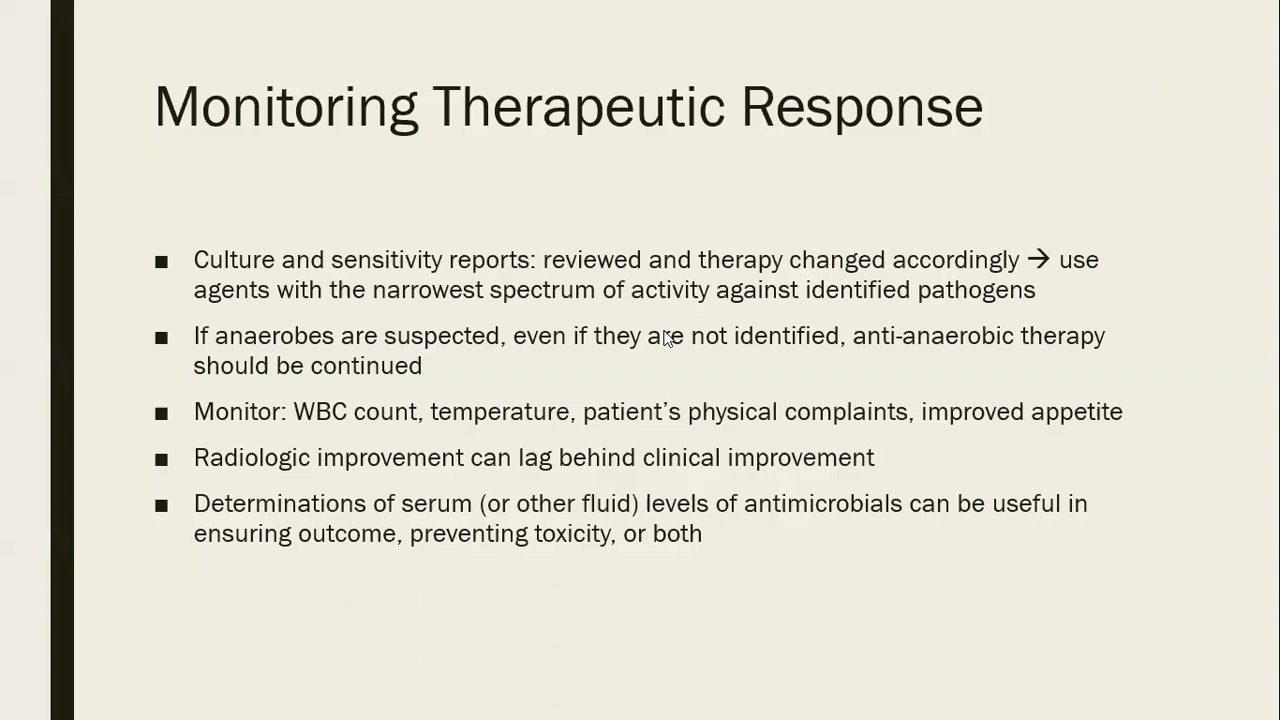 Monitoring Therapeutic Response
■ Culture and sensitivity reports: reviewed and therapy changed accordingly → use
agents with the narrowest spectrum of activity against identified pathogens
■ If anaerobes are suspected, even if they are not identified, anti-anaerobic therapy
should be continued
■ Monitor: WBC count, temperature, patient’s physical complaints, improved appetite
■ Radiologic improvement can lag behind clinical improvement
■ Determinations of serum (or other fluid) levels of antimicrobials can be useful in
ensuring outcome, preventing toxicity, or both